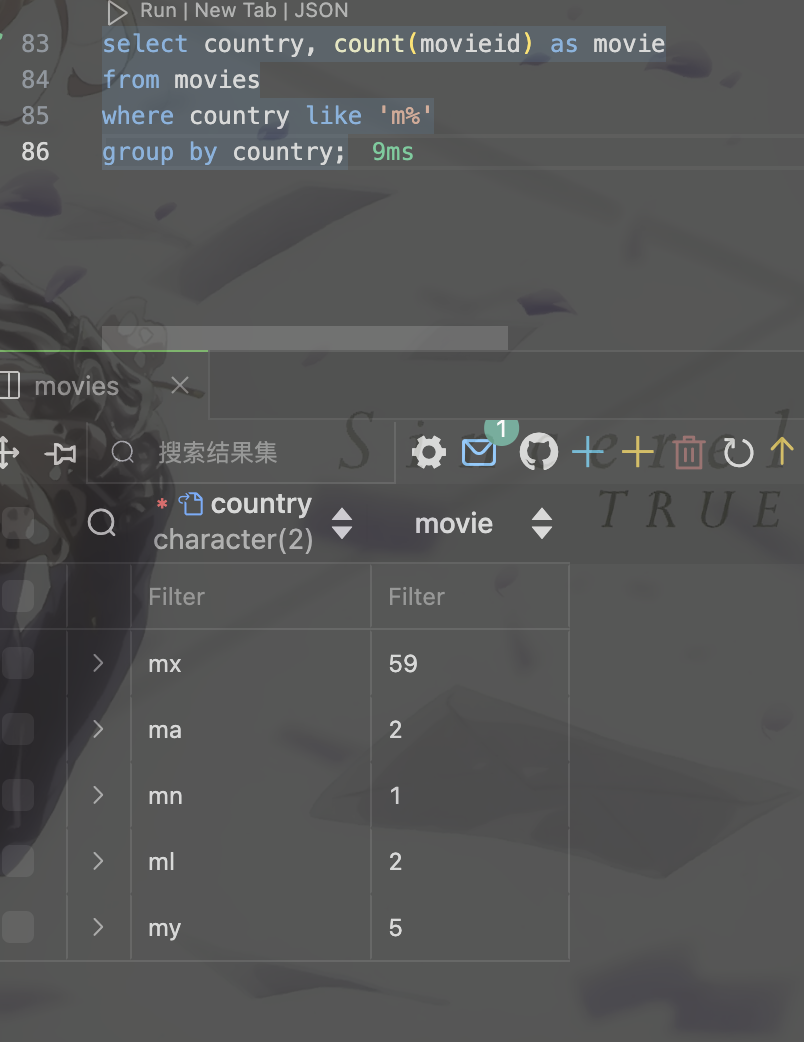 Run | New Tab | JSON
83 select country, count(movieid) as movie
84 from movies
85 where country like 'm%'
86 group by country; 9ms
movies
搜索结果集
1
Sincerel
* country
character(2)
movie
TRUE
Filter Filter
mx 59
ma 2
mn 1
ml 2
my 5